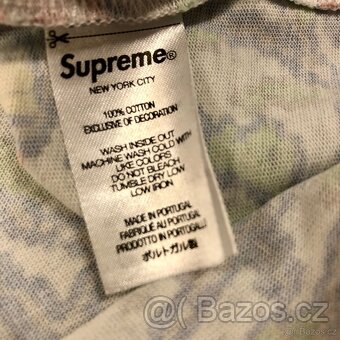 Supreme®
NEW YORK CITY
100% COTTON
EXCLUSIVE OF DECORATION
WASH INSIDE OUT
MACHINE WASH COLD WITH
LIKE COLORS
DO NOT BLEACH
TUMBLE DRY LOW
LOW IRON
MADE IN PORTUGAL
FABRIQUÉ AU PORTUGAL
PRODOTTO IN PORTOGALLO
ポルトガル製
Bazos.cz